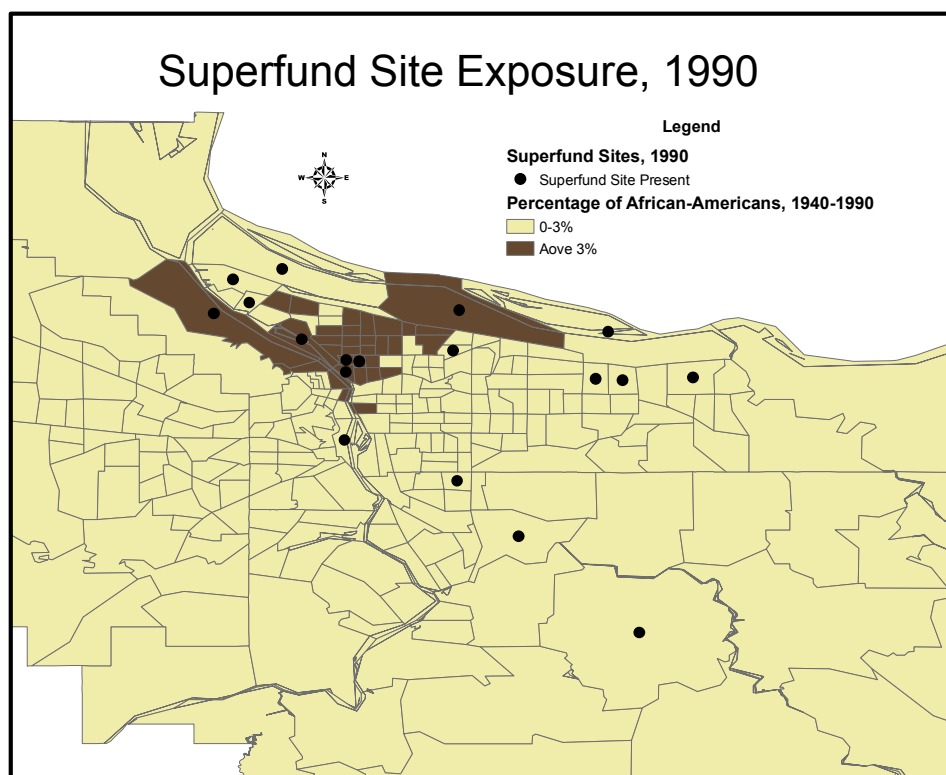 Superfund Site Exposure, 1990
Legend
Superfund Sites, 1990
Superfund Site Present
Percentage of African-Americans, 1940-1990
0-3%
Aove 3%
N
W E
S